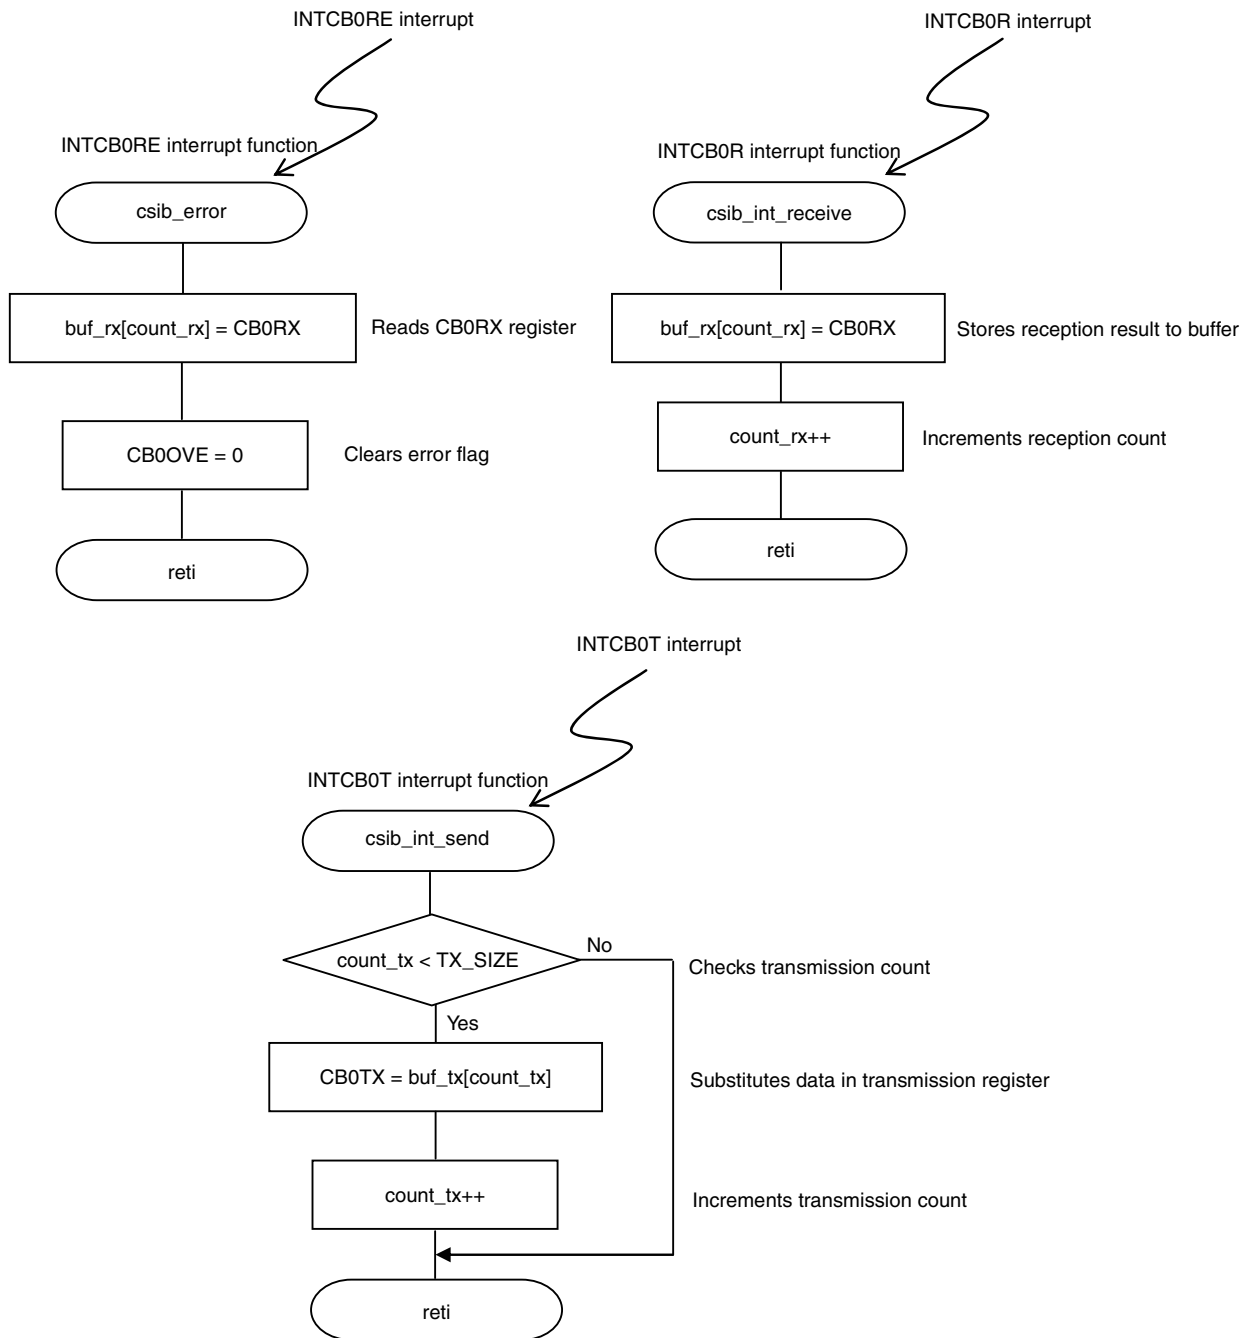 INTCB0RE interrupt
INTCB0RE interrupt function
csib_error
buf_rx[count_rx] = CB0RX
Reads CB0RX register
CB0OVE = 0
Clears error flag
reti
INTCB0R interrupt
INTCB0R interrupt function
csib_int_receive
buf_rx[count_rx] = CB0RX
Stores reception result to buffer
count_rx++
Increments reception count
reti
INTCB0T interrupt
INTCB0T interrupt function
csib_int_send
count_tx < TX_SIZE
No
Checks transmission count
Yes
CB0TX = buf_tx[count_tx]
Substitutes data in transmission register
count_tx++
Increments transmission count
reti